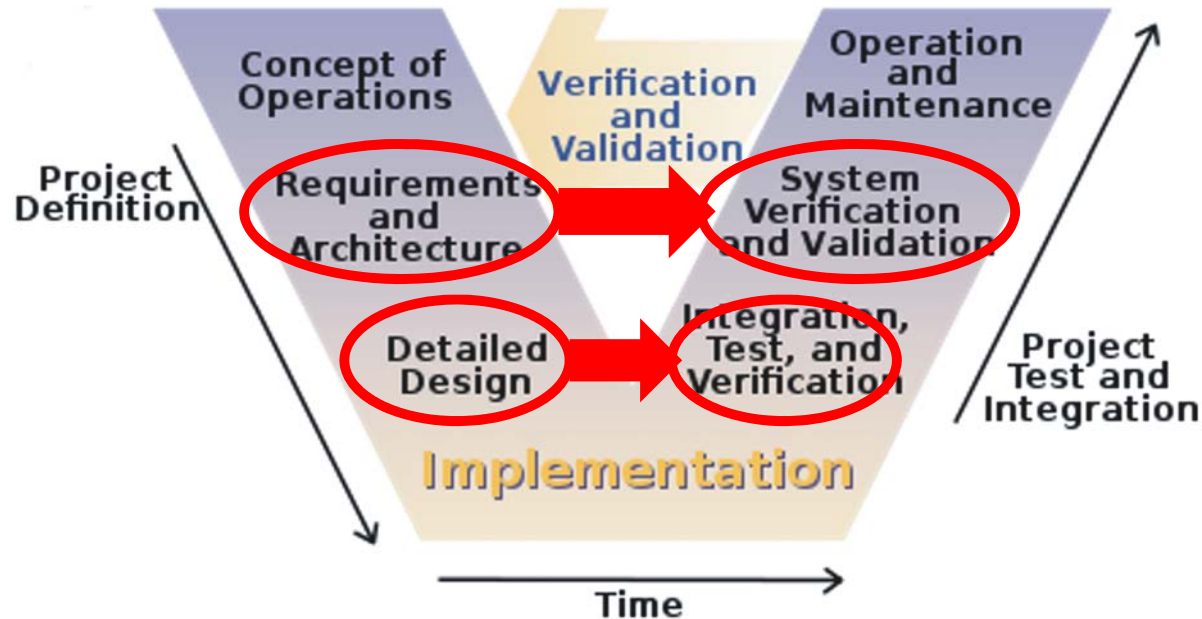 Concept of
Operations
Verification
and
Validation
Operation
and
Maintenance
Project
Definition
Requirements
and
Architecture
System
Verification
and Validation
Detailed
Design
Integration,
Test, and
Verification
Project
Test and
Integration
Implementation
Time